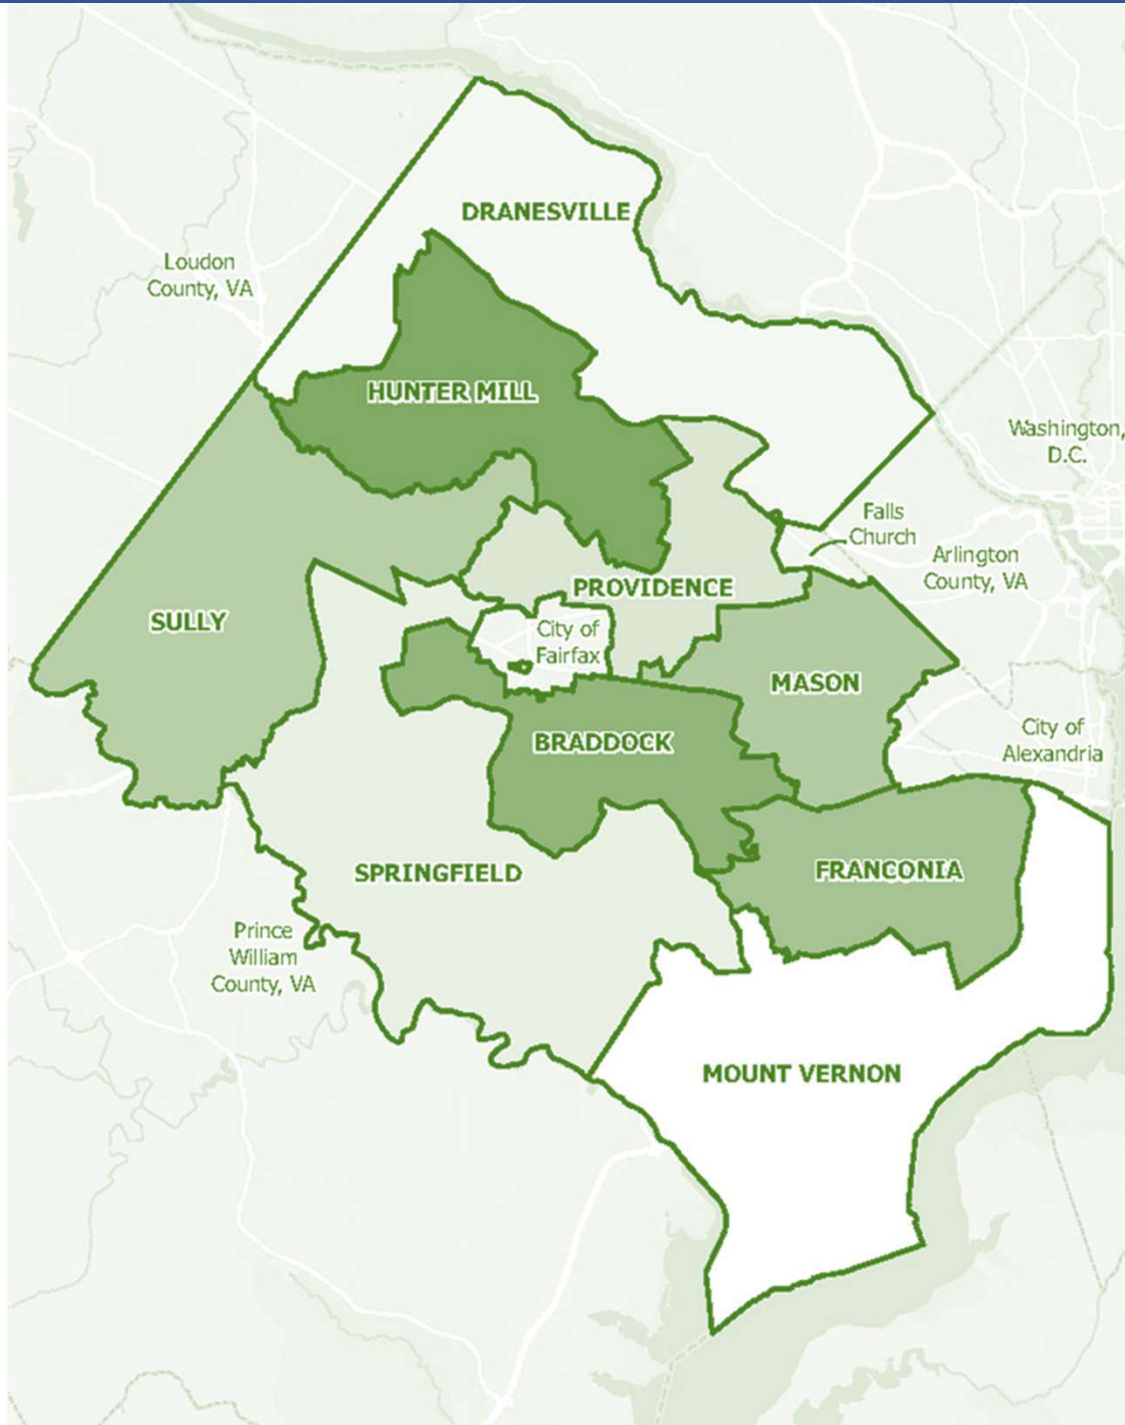 DRANESVILLE
Loudon
County, VA
HUNTER MILL
Washington,
D.C.
Falls
Church
Arlington
County, VA
PROVIDENCE
SULLY
City of
Fairfax
MASON
City of
Alexandria
BRADDOCK
SPRINGFIELD
FRANCONIA
Prince
William
County, VA
MOUNT VERNON